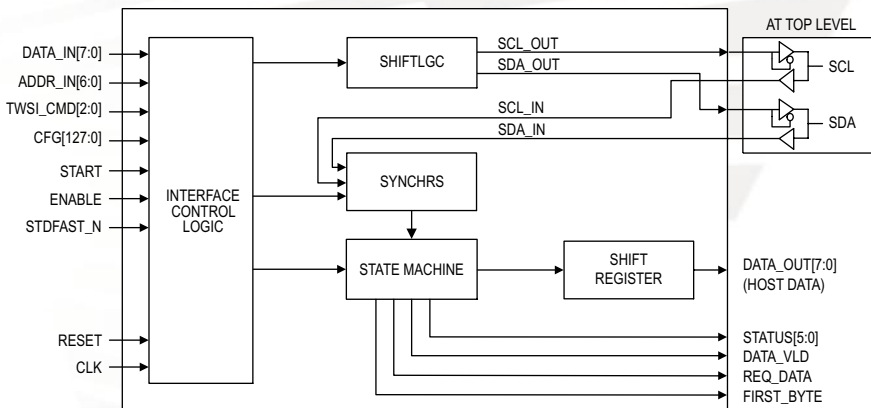 AT TOP LEVEL
DATA_IN[7:0]
ADDR_IN[6:0]
TWSI_CMD[2:0]
CFG[127:0]
START
ENABLE
STDFAST_N
RESET
CLK
INTERFACE
CONTROL
LOGIC
SHIFTLGC
SCL_OUT
SDA_OUT
SCL_IN
SDA_IN
SCL
SDA
SYNCHRS
STATE MACHINE
SHIFT
REGISTER
DATA_OUT[7:0]
(HOST DATA)
STATUS[5:0]
DATA_VLD
REQ_DATA
FIRST_BYTE